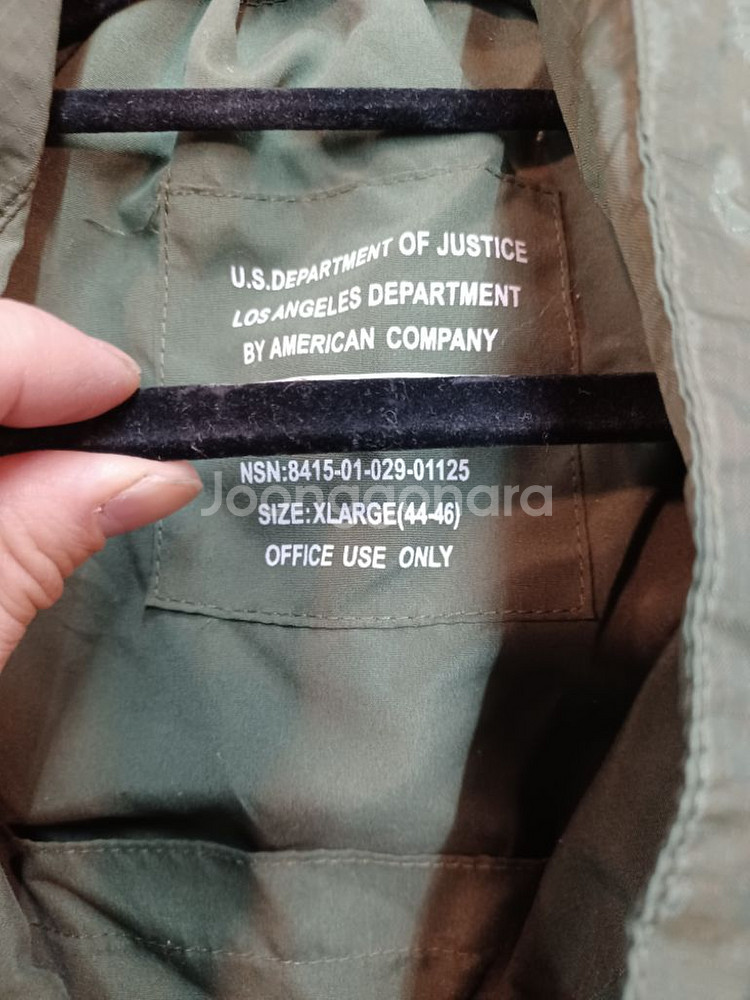 U.S.DEPARTMENT OF JUSTICE
LOS ANGELES DEPARTMENT
BY AMERICAN COMPANY
NSN:8415-01-029-01125
Joonggonara
SIZE:XLARGE(44-46)
OFFICE USE ONLY